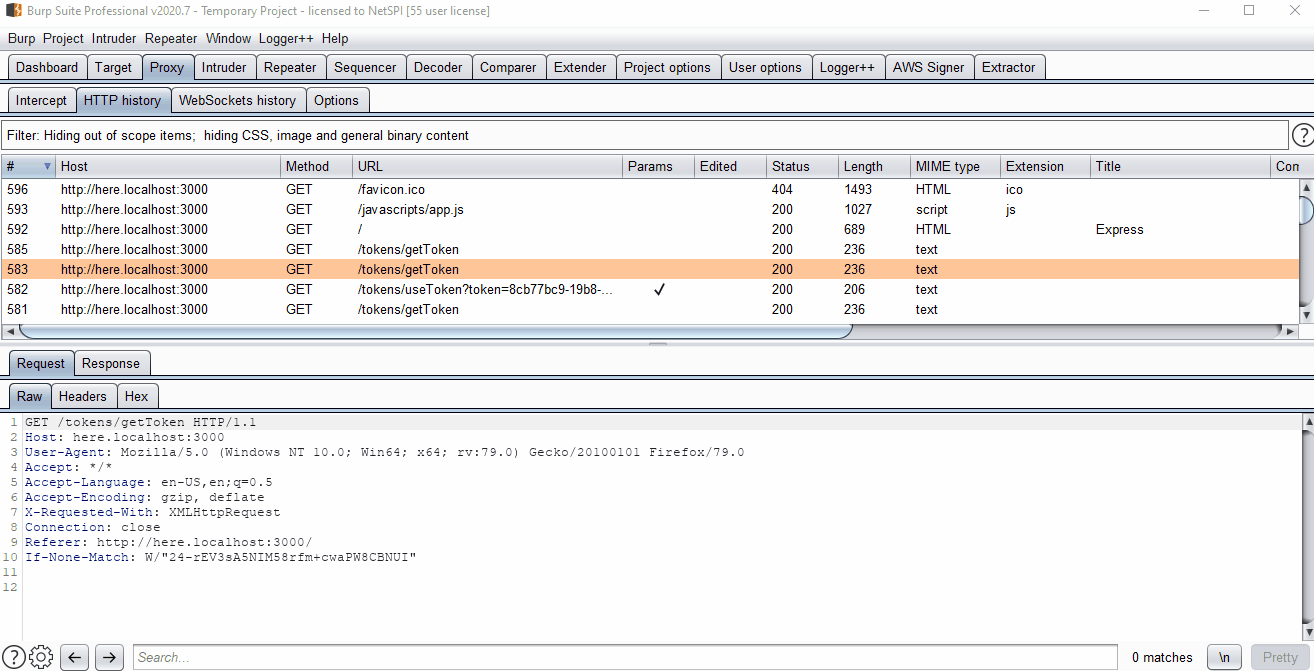 Burp Suite Professional v2020.7 - Temporary Project - licensed to NetSPI [55 user license]
Burp Project Intruder Repeater Window Logger++ Help
Dashboard Target Proxy Intruder Repeater Sequencer Decoder Comparer Extender Project options User options Logger++ AWS Signer Extractor
Intercept HTTP history WebSockets history Options
Filter: Hiding out of scope items; hiding CSS, image and general binary content ?
# Host Method URL Params Edited Status Length MIME type Extension Title Com
596 http://here.localhost:3000 GET /favicon.ico 404 1493 HTML ico
593 http://here.localhost:3000 GET /javascripts/app.js 200 1027 script js
592 http://here.localhost:3000 GET / 200 689 HTML Express
585 http://here.localhost:3000 GET /tokens/getToken 200 236 text
583 http://here.localhost:3000 GET /tokens/getToken 200 236 text
582 http://here.localhost:3000 GET /tokens/useToken?token=8cb77bc9-19b8-... ✓ 200 206 text
581 http://here.localhost:3000 GET /tokens/getToken 200 236 text
Request Response
Raw Headers Hex
1 GET /tokens/getToken HTTP/1.1
2 Host: here.localhost:3000
3 User-Agent: Mozilla/5.0 (Windows NT 10.0; Win64; x64; rv:79.0) Gecko/20100101 Firefox/79.0
4 Accept: */*
5 Accept-Language: en-US,en;q=0.5
6 Accept-Encoding: gzip, deflate
7 X-Requested-With: XMLHttpRequest
8 Connection: close
9 Referer: http://here.localhost:3000/
10 If-None-Match: W/"24-rEV3sA5NIM58rfm+cwaPW8CBNUI"
11
12
? Search... 0 matches \n Pretty